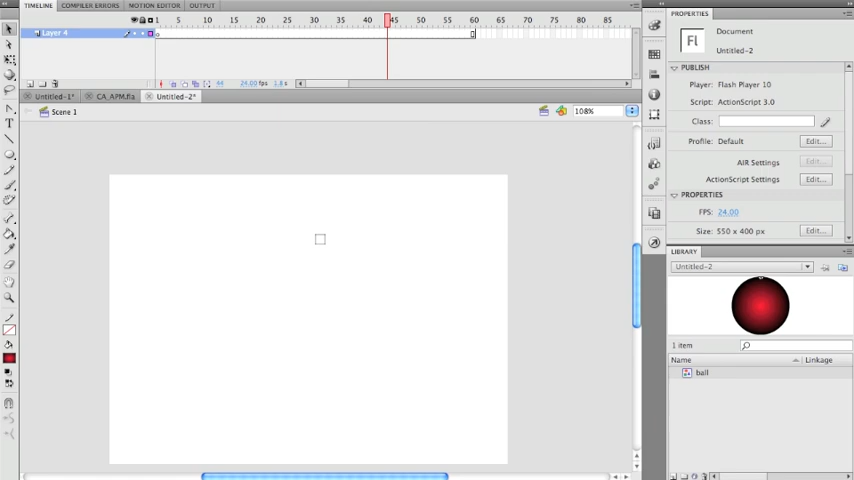 TIMELINE COMPILER ERRORS MOTION EDITOR OUTPUT
1 5 10 15 20 25 30 35 40 45 50 55 60 65 70 75 80 85
Layer 4
44 24.00 fps 1.8 s
Untitled-1* CA_APM.fla Untitled-2*
Scene 1
108%
PROPERTIES
Fl
Document
Untitled-2
PUBLISH
Player: Flash Player 10
Script: ActionScript 3.0
Class:
Profile: Default Edit...
AIR Settings Edit...
ActionScript Settings Edit...
PROPERTIES
FPS: 24.00
Size: 550 x 400 px Edit...
LIBRARY
Untitled-2
1 item
Name Linkage
ball